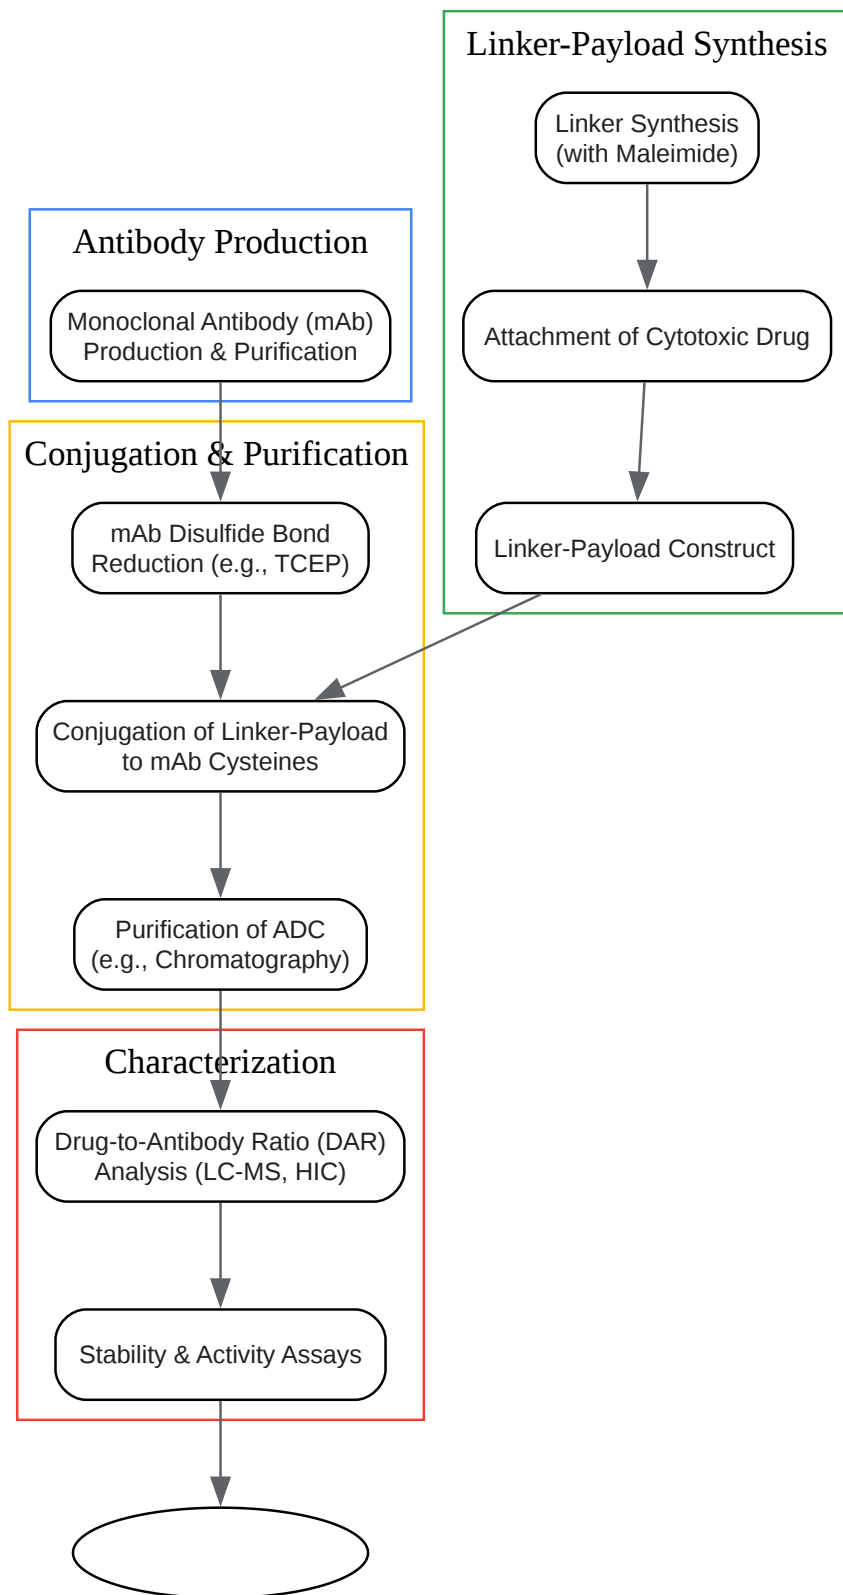 Linker-Payload Synthesis
Linker Synthesis
(with Maleimide)
Attachment of Cytotoxic Drug
Linker-Payload Construct
Antibody Production
Monoclonal Antibody (mAb)
Production & Purification
Conjugation & Purification
mAb Disulfide Bond
Reduction (e.g., TCEP)
Conjugation of Linker-Payload
to mAb Cysteines
Purification of ADC
(e.g., Chromatography)
Characterization
Drug-to-Antibody Ratio (DAR)
Analysis (LC-MS, HIC)
Stability & Activity Assays